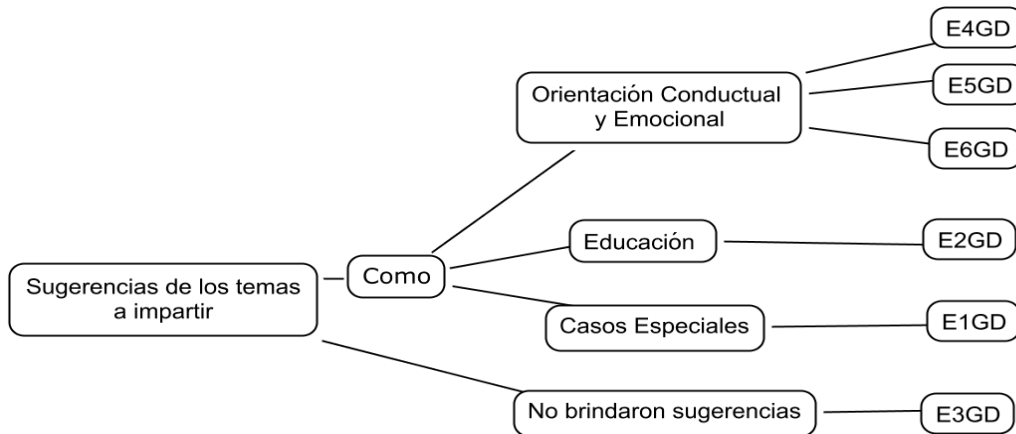 E4GD
Orientación Conductual
y Emocional
E5GD
E6GD
Educación
E2GD
Como
Sugerencias de los temas
a impartir
Casos Especiales
E1GD
No brindaron sugerencias
E3GD